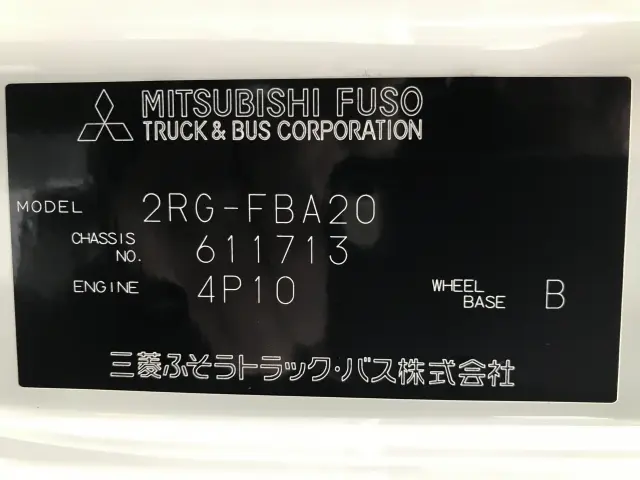 MITSUBISHI FUSO
TRUCK & BUS CORPORATION
MODEL 2RG-FBA20
CHASSIS NO. 611713
ENGINE 4P10 WHEEL BASE B
三菱ふそうトラック・バス株式会社